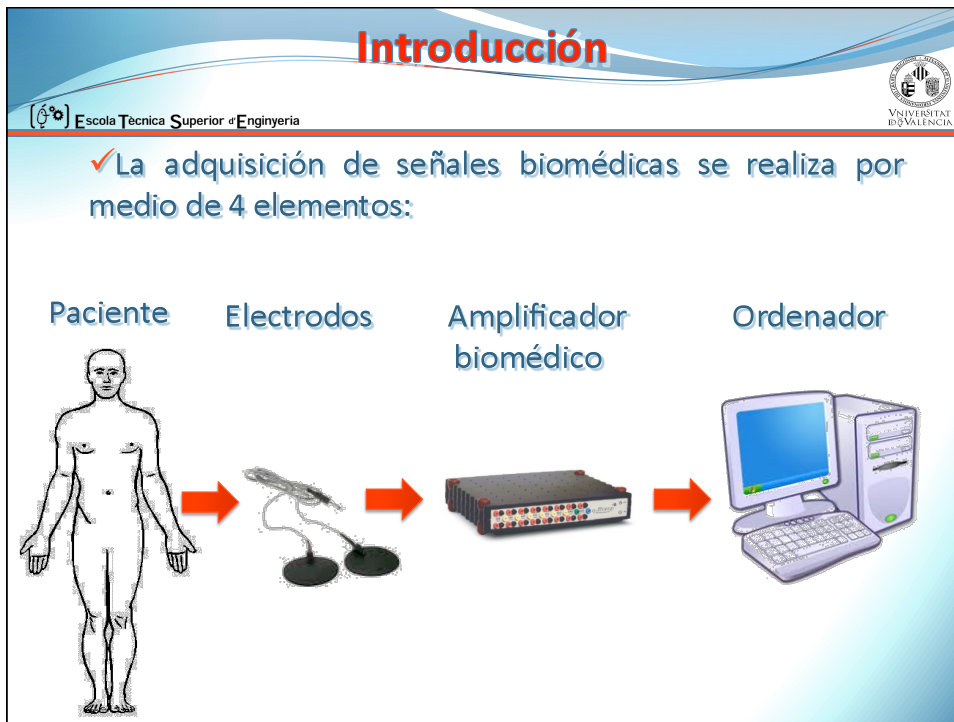 Introducción
Escola Tècnica Superior d'Enginyeria
VNIVERSITAT
ID Q VALÈNCIA
✓La adquisición de señales biomédicas se realiza por
medio de 4 elementos:
Paciente
Electrodos
Amplificador
biomédico
Ordenador